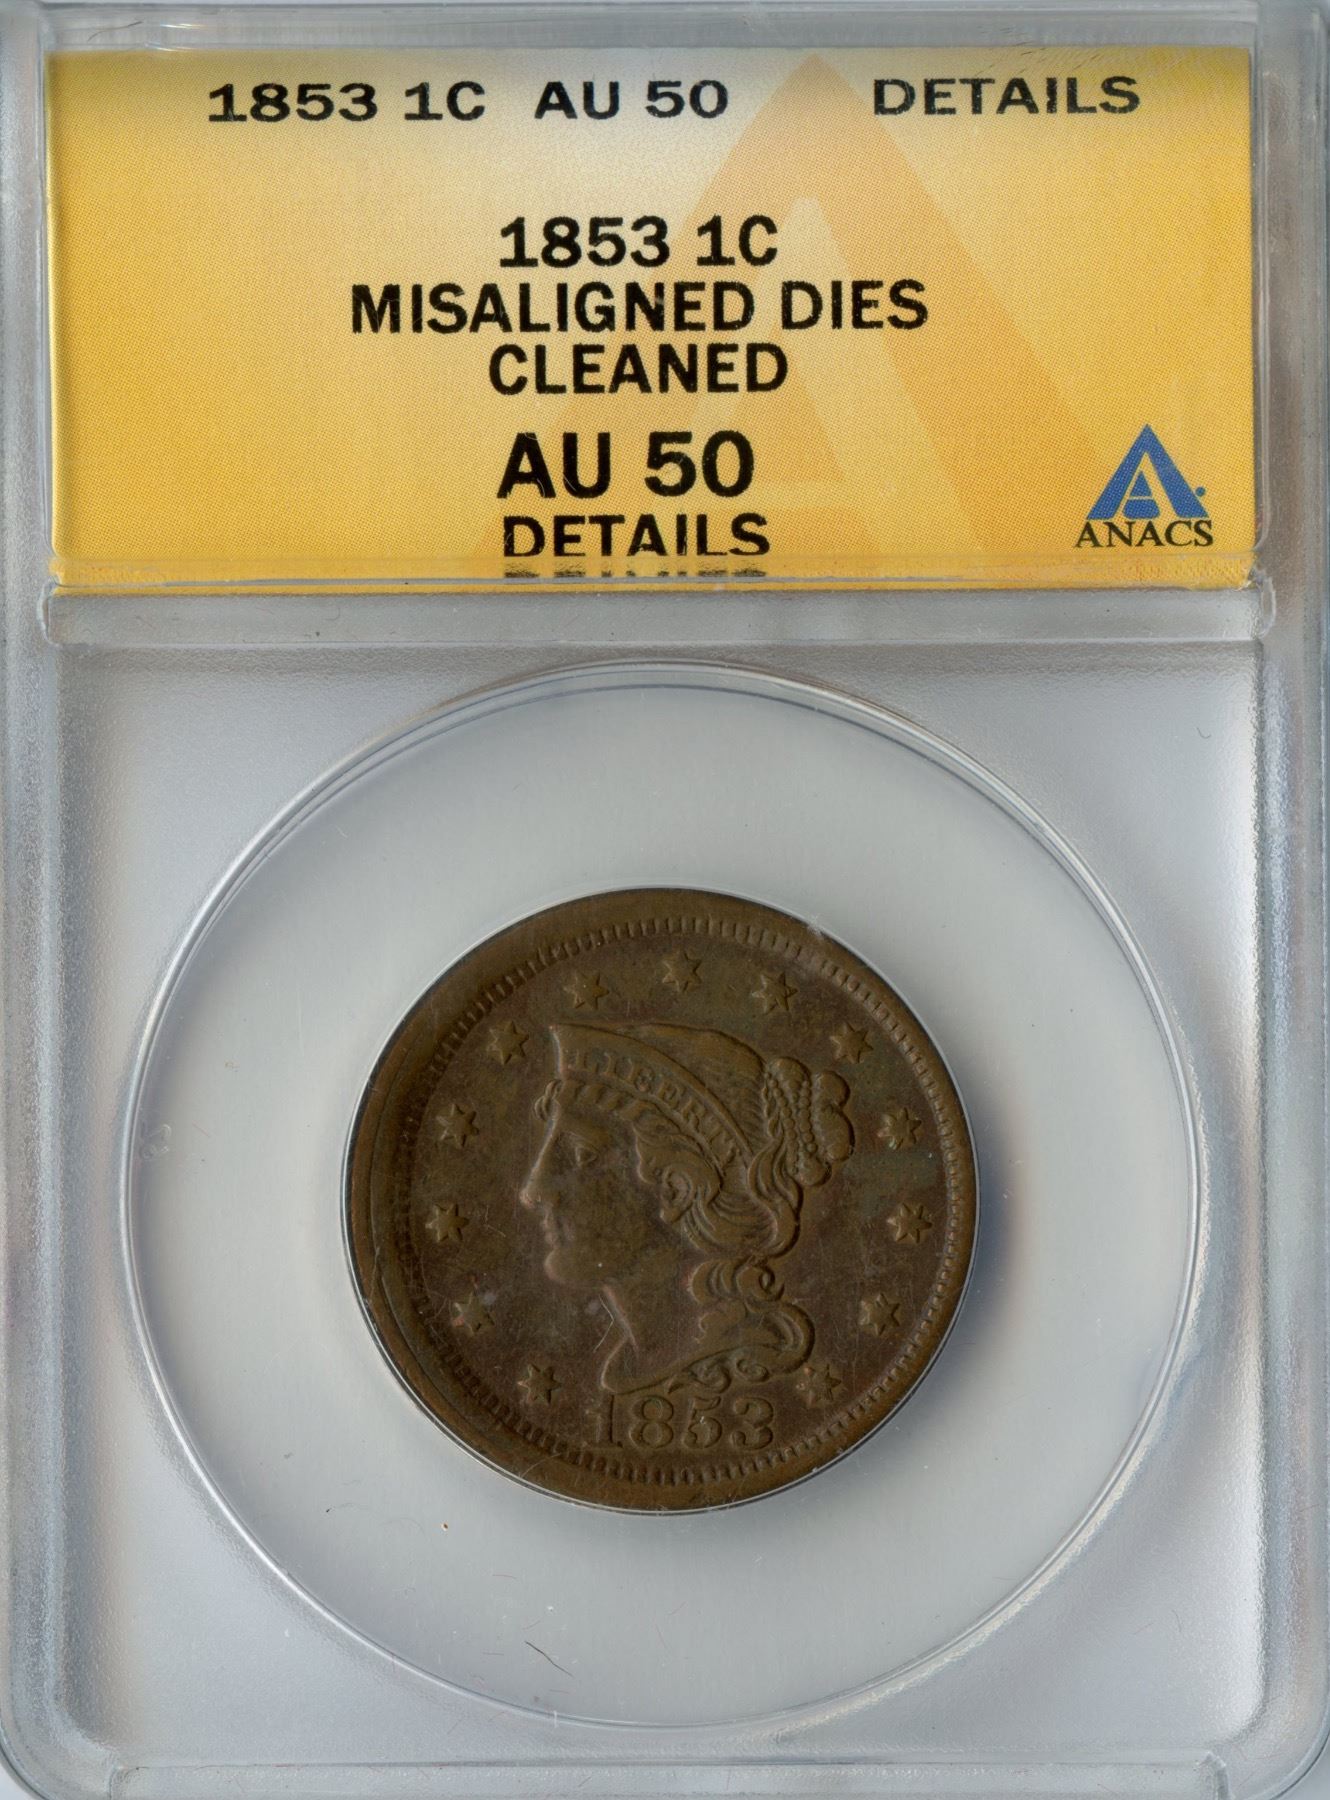 1853 1C AU 50 DETAILS
1853 1C
MISALIGNED DIES
CLEANED
AU 50
DETAILS
ANACS
LIBERTY
1853